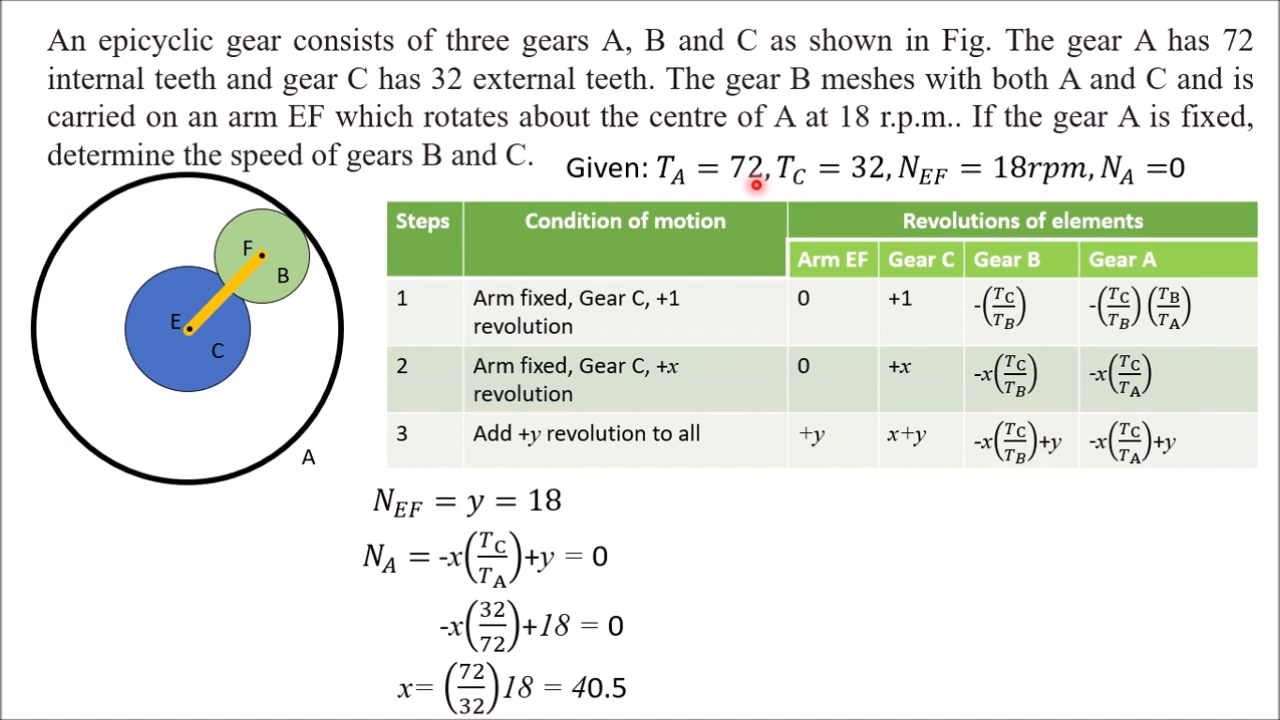 An epicyclic gear consists of three gears A, B and C as shown in Fig. The gear A has 72
internal teeth and gear C has 32 external teeth. The gear B meshes with both A and C and is
carried on an arm EF which rotates about the centre of A at 18 r.p.m.. If the gear A is fixed,
determine the speed of gears B and C.
Given: T_A = 72, T_C = 32, N_EF = 18rpm, N_A =0
F
B
E
C
A
Steps Condition of motion Revolutions of elements
Arm EF Gear C Gear B Gear A
1 Arm fixed, Gear C, +1 revolution 0 +1 -(T_C/T_B) -(T_C/T_B)(T_B/T_A)
2 Arm fixed, Gear C, +x revolution 0 +x -x(T_C/T_B) -x(T_C/T_A)
3 Add +y revolution to all +y x+y -x(T_C/T_B)+y -x(T_C/T_A)+y
N_EF = y = 18
N_A = -x(T_C/T_A)+y = 0
-x(32/72)+18 = 0
x= (72/32)18 = 40.5